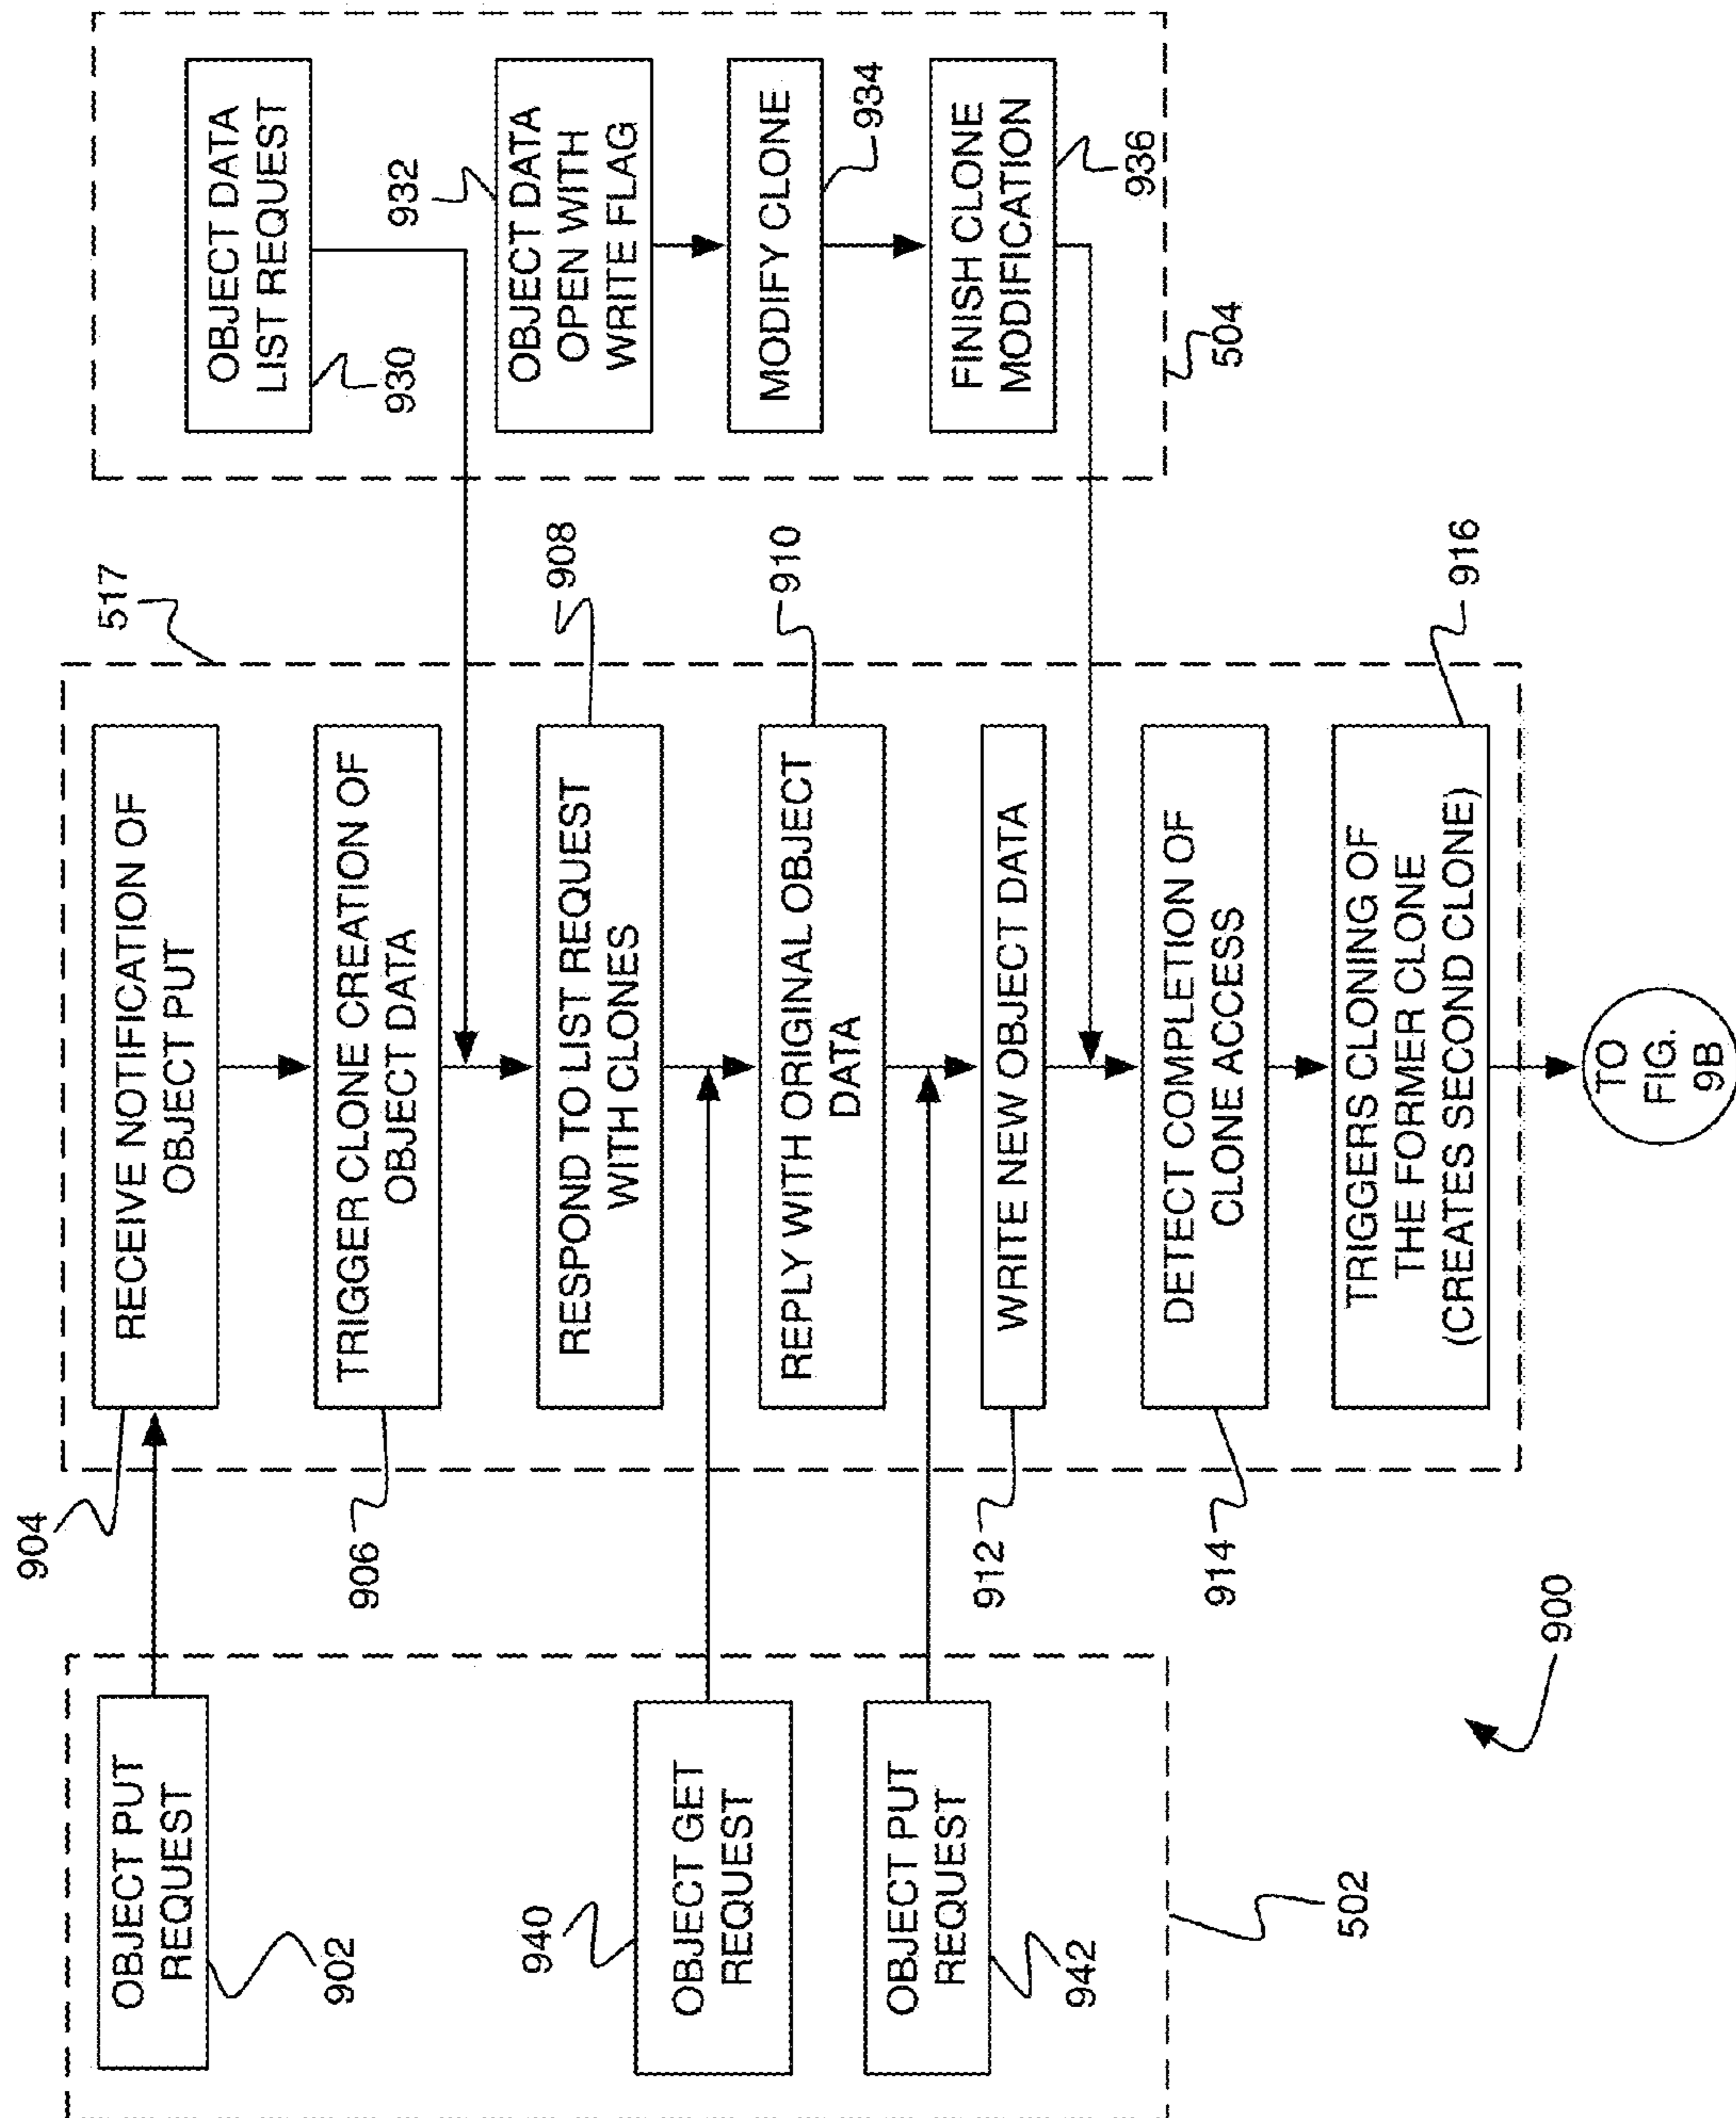 OBJECT PUT
REQUEST
902
940
OBJECT GET
REQUEST
OBJECT PUT
REQUEST
942
502
900
517
904
RECEIVE NOTIFICATION OF
OBJECT PUT
906
TRIGGER CLONE CREATION OF
OBJECT DATA
908
RESPOND TO LIST REQUEST
WITH CLONES
910
REPLY WITH ORIGINAL OBJECT
DATA
912
WRITE NEW OBJECT DATA
914
DETECT COMPLETION OF
CLONE ACCESS
916
TRIGGERS CLONING OF
THE FORMER CLONE
(CREATES SECOND CLONE)
TO
FIG.
9B
OBJECT DATA
LIST REQUEST
930
932
OBJECT DATA
OPEN WITH
WRITE FLAG
MODIFY CLONE
934
FINISH CLONE
MODIFICATION
936
504